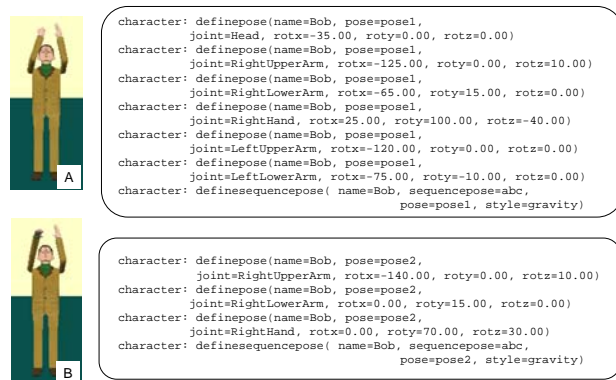 character: definepose(name=Bob, pose=pose1,
joint=Head, rotx=-35.00, roty=0.00, rotz=0.00)
character: definepose(name=Bob, pose=pose1,
joint=RightUpperArm, rotx=-125.00, roty=0.00, rotz=10.00)
character: definepose(name=Bob, pose=pose1,
joint=RightLowerArm, rotx=-65.00, roty=15.00, rotz=0.00)
character: definepose(name=Bob, pose=pose1,
joint=RightHand, rotx=25.00, roty=100.00, rotz=-40.00)
character: definepose(name=Bob, pose=pose1,
joint=LeftUpperArm, rotx=-120.00, roty=0.00, rotz=0.00)
character: definepose(name=Bob, pose=pose1,
joint=LeftLowerArm, rotx=-75.00, roty=-10.00, rotz=0.00)
character: definesequencepose( name=Bob, sequencepose=abc,
pose=pose1, style=gravity)
A
character: definepose(name=Bob, pose=pose2,
joint=RightUpperArm, rotx=-140.00, roty=0.00, rotz=10.00)
character: definepose(name=Bob, pose=pose2,
joint=RightLowerArm, rotx=0.00, roty=15.00, rotz=0.00)
character: definepose(name=Bob, pose=pose2,
joint=RightHand, rotx=0.00, roty=70.00, rotz=30.00)
character: definesequencepose( name=Bob, sequencepose=abc,
pose=pose2, style=gravity)
B